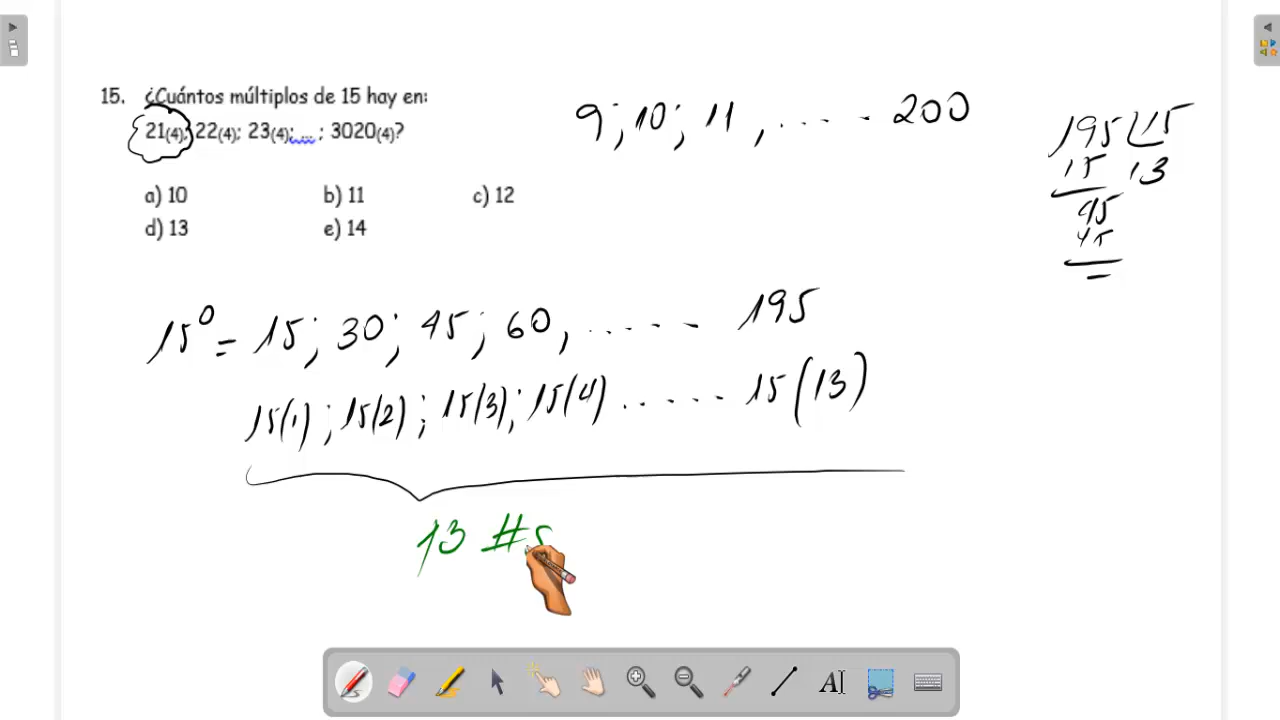 15. ¿Cuántos múltiplos de 15 hay en:
21(4); 22(4); 23(4); ... ; 3020(4)?
a) 10 b) 11 c) 12
d) 13 e) 14
9 ; 10 ; 11 , ..... 200
195 15
15 13
45
45
=
15° = 15 ; 30 ; 45 ; 60 , ..... 195
15(1) ; 15(2) ; 15(3) ; 15(4) ..... 15(13)
13 #s
AI